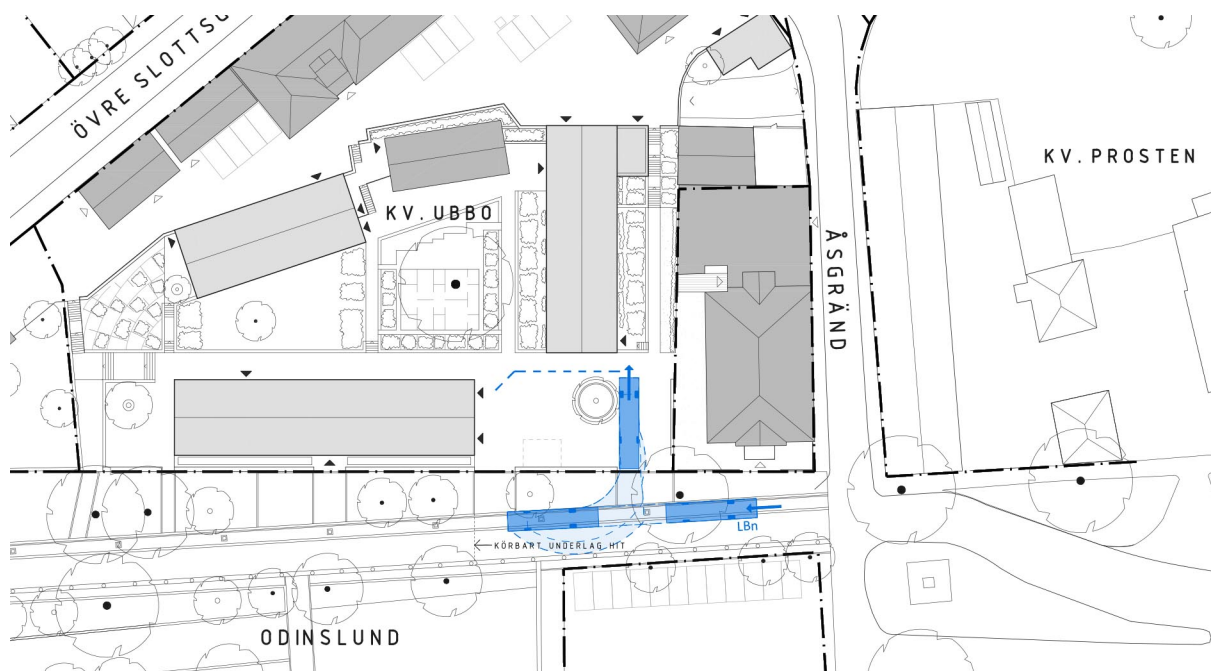 ÖVRE SLOTTSG
KV. PROSTEN
KV. UBBO
ÅSGRÄND
LBn
KÖRBART UNDERLAG HIT
ODINSLUND